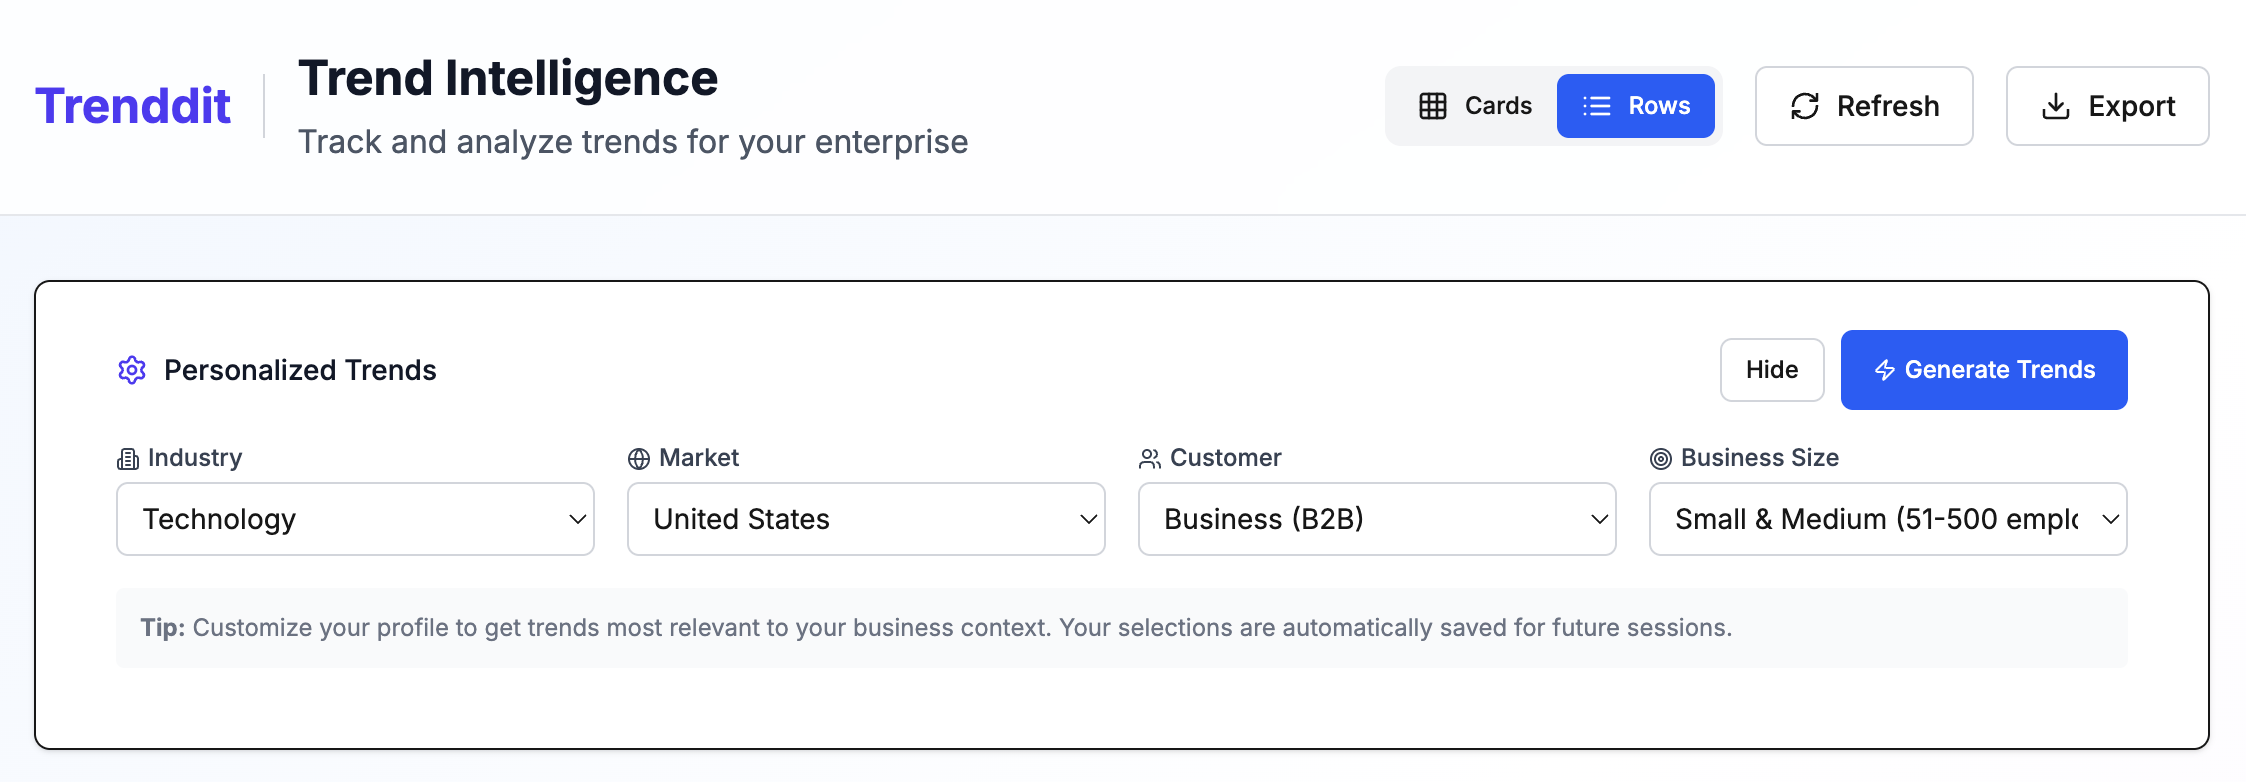 Trenddit
Trend Intelligence
Track and analyze trends for your enterprise
Cards
Rows
Refresh
Export
Personalized Trends
Hide
Generate Trends
Industry
Market
Customer
Business Size
Technology
United States
Business (B2B)
Small & Medium (51-500 emplo
Tip: Customize your profile to get trends most relevant to your business context. Your selections are automatically saved for future sessions.